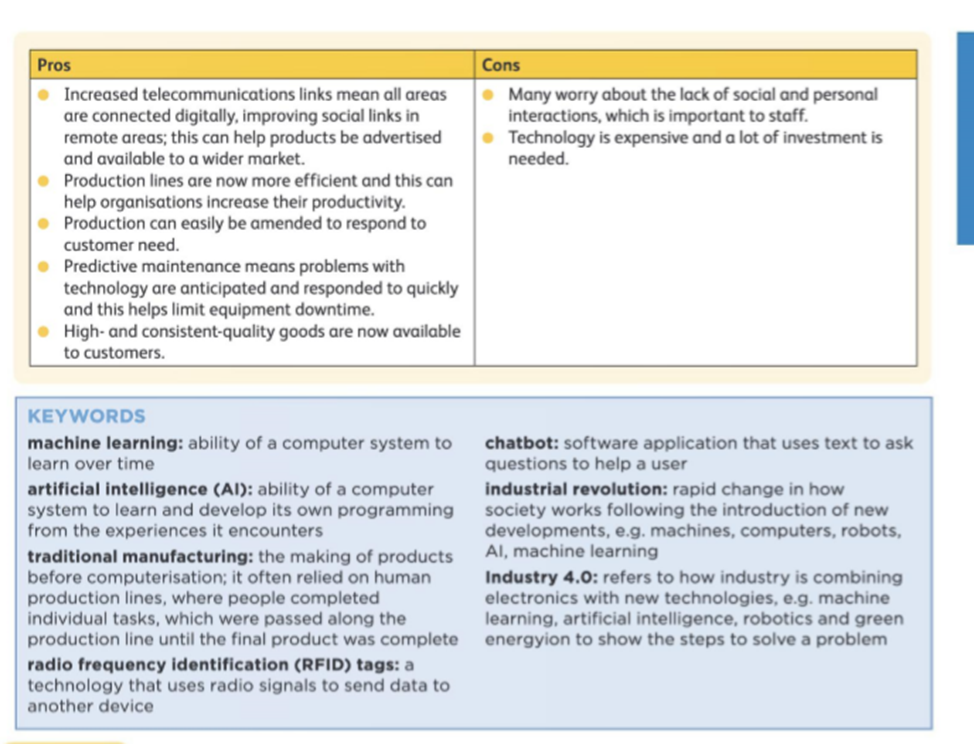 Pros
Increased telecommunications links mean all areas
are connected digitally, improving social links in
remote areas; this can help products be advertised
and available to a wider market.
Production lines are now more efficient and this can
help organisations increase their productivity.
Production can easily be amended to respond to
customer need.
Predictive maintenance means problems with
technology are anticipated and responded to quickly
and this helps limit equipment downtime.
High- and consistent-quality goods are now available
to customers.
Cons
Many worry about the lack of social and personal
interactions, which is important to staff.
Technology is expensive and a lot of investment is
needed.
KEYWORDS
machine learning: ability of a computer system to
learn over time
artificial intelligence (AI): ability of a computer
system to learn and develop its own programming
from the experiences it encounters
traditional manufacturing: the making of products
before computerisation; it often relied on human
production lines, where people completed
individual tasks, which were passed along the
production line until the final product was complete
radio frequency identification (RFID) tags: a
technology that uses radio signals to send data to
another device
chatbot: software application that uses text to ask
questions to help a user
industrial revolution: rapid change in how
society works following the introduction of new
developments, e.g. machines, computers, robots,
AI, machine learning
Industry 4.0: refers to how industry is combining
electronics with new technologies, e.g. machine
learning, artificial intelligence, robotics and green
energyion to show the steps to solve a problem